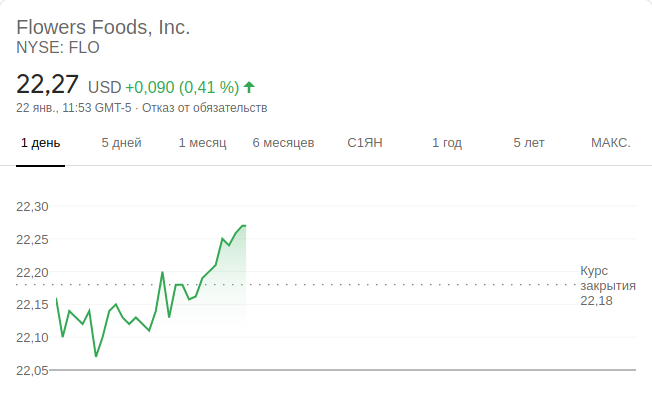 Flowers Foods, Inc.
NYSE: FLO
22,27 USD +0,090 (0,41 %)
22 янв., 11:53 GMT-5 · Отказ от обязательств
1 день 5 дней 1 месяц 6 месяцев С1ЯН 1 год 5 лет МАКС.
22,30
22,25
22,20
22,15
22,10
22,05
Курс
закрытия
22,18